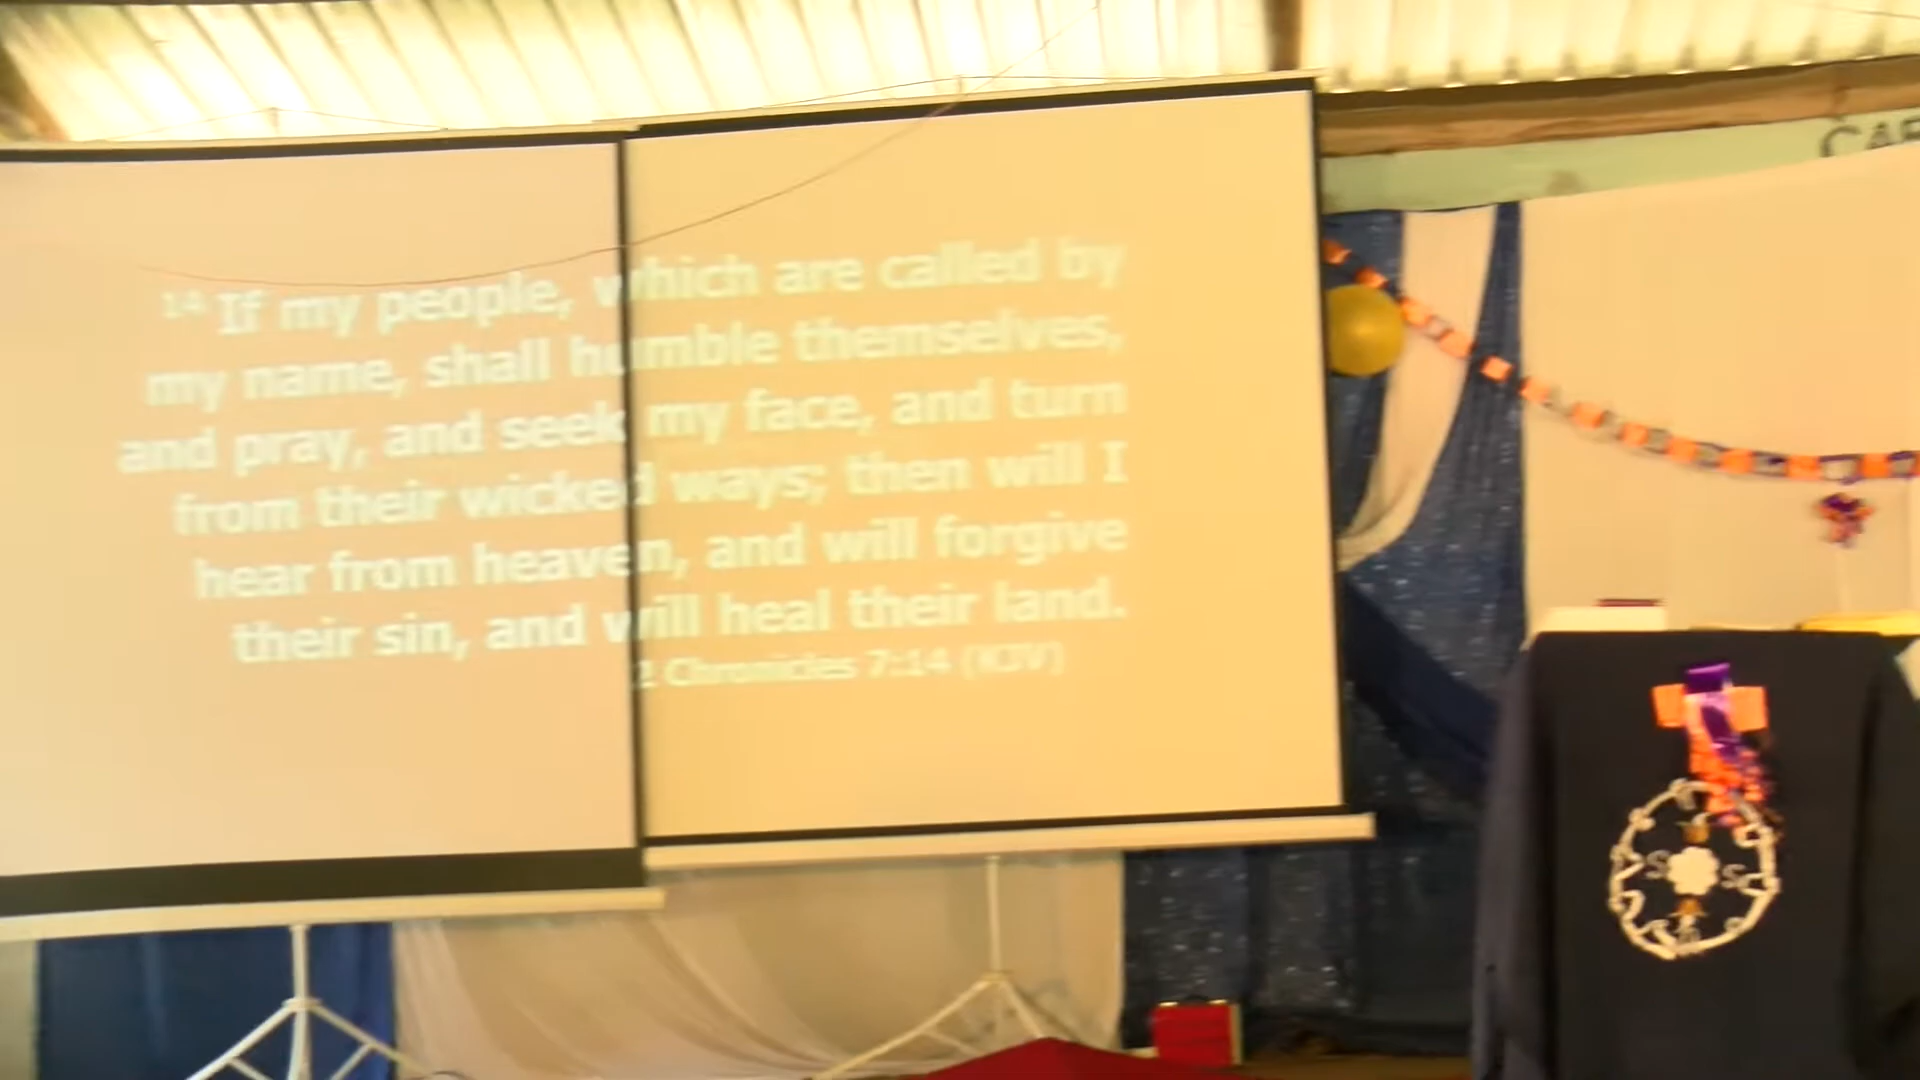 14 If my people, which are called by
my name, shall humble themselves,
and pray, and seek my face, and turn
from their wicked ways; then will I
hear from heaven, and will forgive
their sin, and will heal their land.
2 Chronicles 7:14 (KJV)
S S